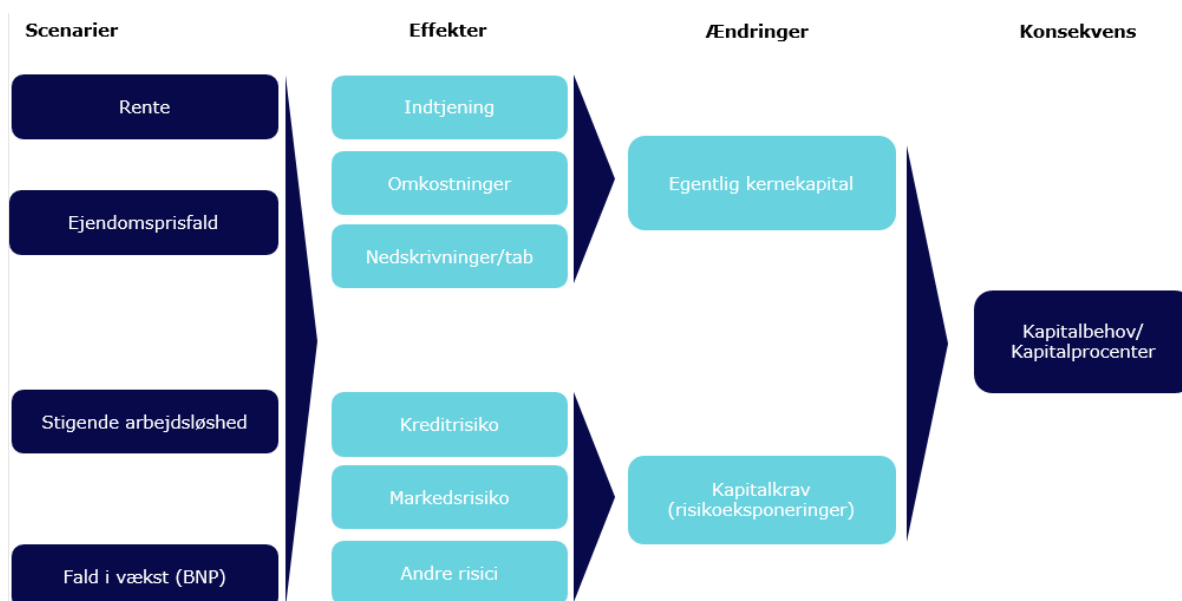 Scenarier
Effekter
Ændringer
Konsekvens
Rente
Ejendomsprisfald
Stigende arbejdsløshed
Fald i vækst (BNP)
Indtjening
Omkostninger
Nedskrivninger/tab
Kreditrisiko
Markedsrisiko
Andre risici
Egentlig kernekapital
Kapitalkrav
(risikoeksponeringer)
Kapitalbehov/
Kapitalprocenter